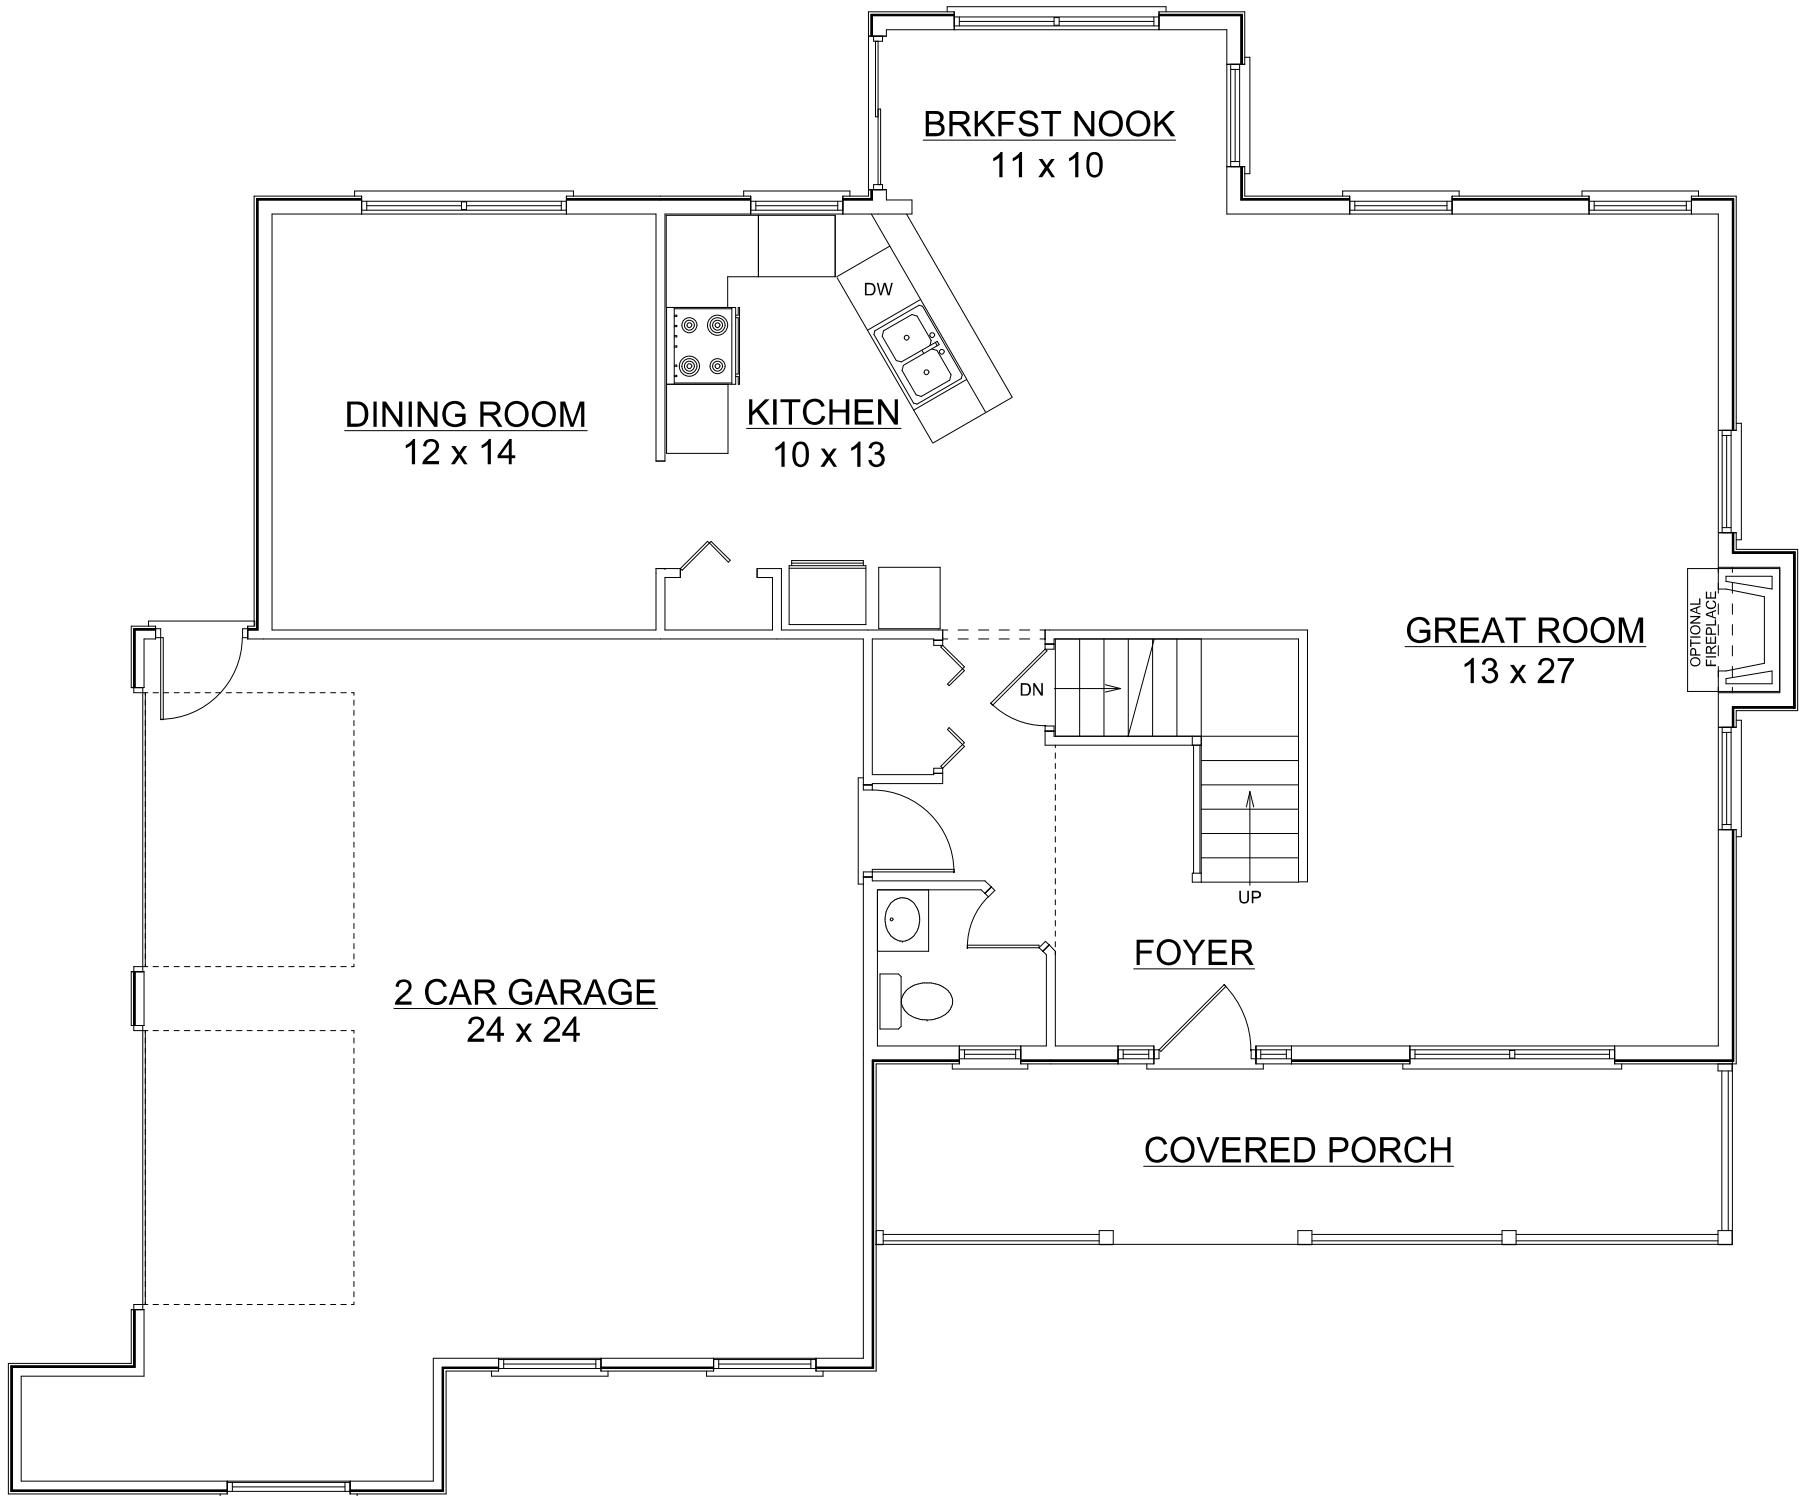 BRKFST NOOK
11 x 10
DW
DINING ROOM
12 x 14
KITCHEN
10 x 13
GREAT ROOM
13 x 27
OPTIONAL
FIREPLACE
DN
UP
FOYER
2 CAR GARAGE
24 x 24
COVERED PORCH